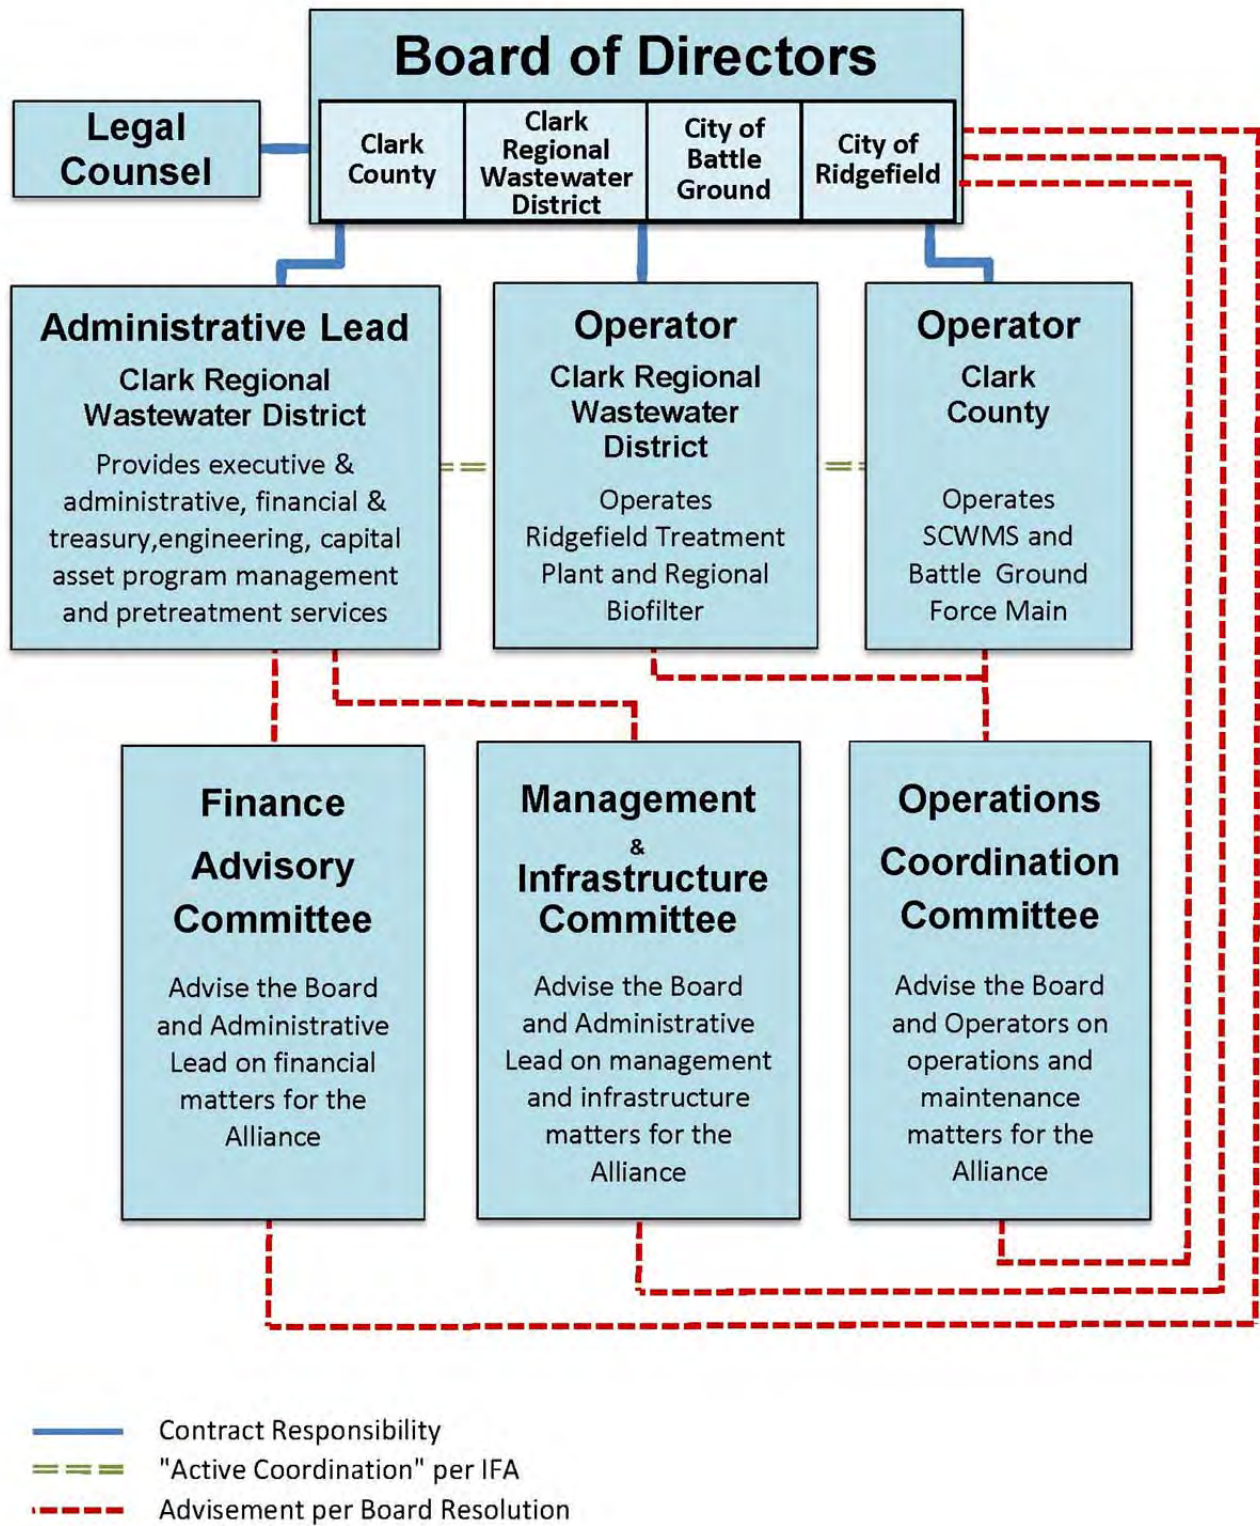 Board of Directors
Legal
Counsel
Clark
County
Clark
Regional
Wastewater
District
City of
Battle
Ground
City of
Ridgefield
Administrative Lead
Clark Regional
Wastewater District
Provides executive &
administrative, financial &
treasury,engineering, capital
asset program management
and pretreatment services
Operator
Clark Regional
Wastewater
District
Operates
Ridgefield Treatment
Plant and Regional
Biofilter
Operator
Clark
County
Operates
SCWMS and
Battle Ground
Force Main
Finance
Advisory
Committee
Advise the Board
and Administrative
Lead on financial
matters for the
Alliance
Management
&
Infrastructure
Committee
Advise the Board
and Administrative
Lead on management
and infrastructure
matters for the
Alliance
Operations
Coordination
Committee
Advise the Board
and Operators on
operations and
maintenance
matters for the
Alliance
Contract Responsibility
"Active Coordination" per IFA
Advisement per Board Resolution